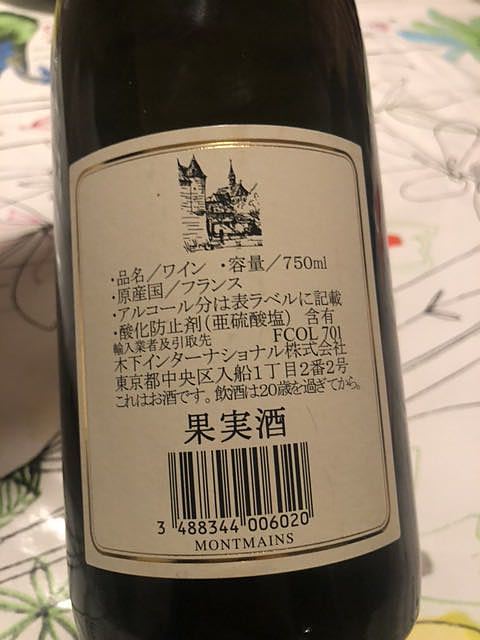 ・品名／ワイン ・容量／750ml
・原産国／フランス
・アルコール分は表ラベルに記載
・酸化防止剤(亜硫酸塩) 含有
輸入業者及引取先 FCOL 701
木下インターナショナル株式会社
東京都中央区入船1丁目2番2号
これはお酒です。飲酒は20歳を過ぎてから。
果実酒
3 488344 006020
MONTMAINS